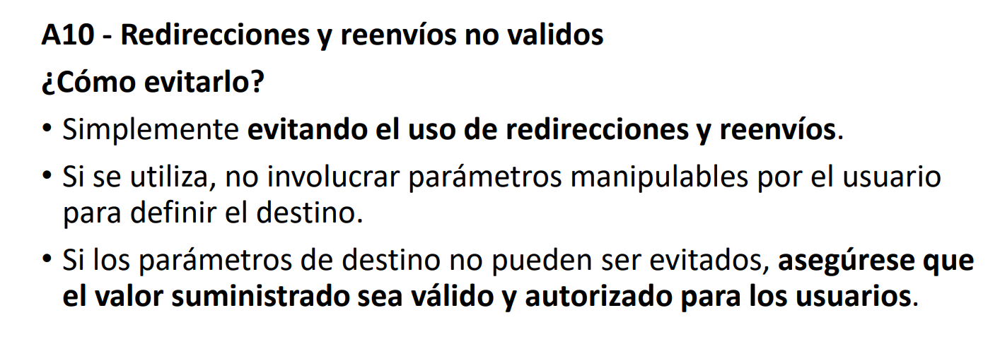 A10 - Redirecciones y reenvíos no validos
¿Cómo evitarlo?
• Simplemente evitando el uso de redirecciones y reenvíos.
• Si se utiliza, no involucrar parámetros manipulables por el usuario
para definir el destino.
• Si los parámetros de destino no pueden ser evitados, asegúrese que
el valor suministrado sea válido y autorizado para los usuarios.